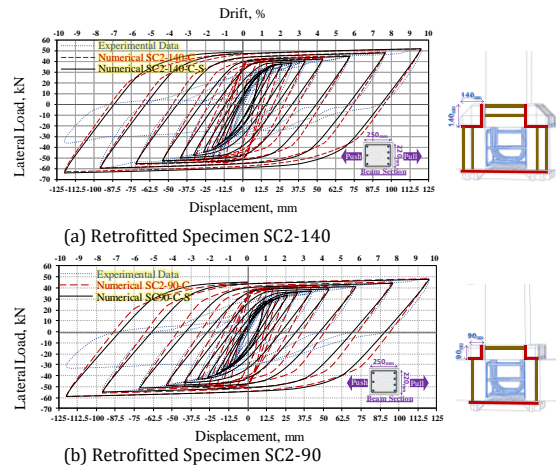 Drift, %
(a)
-10 -9 -8 -7 -6 -5 -4 -3 -2 -1 0 1 2 3 4 5 6 7 8 9 10
60
50
40
30
20
10
0
-10
-20
-30
-40
-50
-60
-70
Lateral Load, kN
Experimental Data
Numerical SC2-140-C
Numerical SC2-140-C-S
250mm
220mm
Push
Pull
Beam Section
-125 -112.5 -100 -87.5 -75 -62.5 -50 -37.5 -25 -12.5 0 12.5 25 37.5 50 62.5 75 87.5 100 112.5 125
Displacement, mm
140mm
140mm
(a) Retrofitted Specimen SC2-140
(b)
-10 -9 -8 -7 -6 -5 -4 -3 -2 -1 0 1 2 3 4 5 6 7 8 9 10
60
50
40
30
20
10
0
-10
-20
-30
-40
-50
-60
-70
Lateral Load, kN
Experimental Data
Numerical SC2-90-C
Numerical SC90-C-S
250mm
220mm
Push
Pull
Beam Section
-125 -112.5 -100 -87.5 -75 -62.5 -50 -37.5 -25 -12.5 0 12.5 25 37.5 50 62.5 75 87.5 100 112.5 125
Displacement, mm
90mm
90mm
(b) Retrofitted Specimen SC2-90